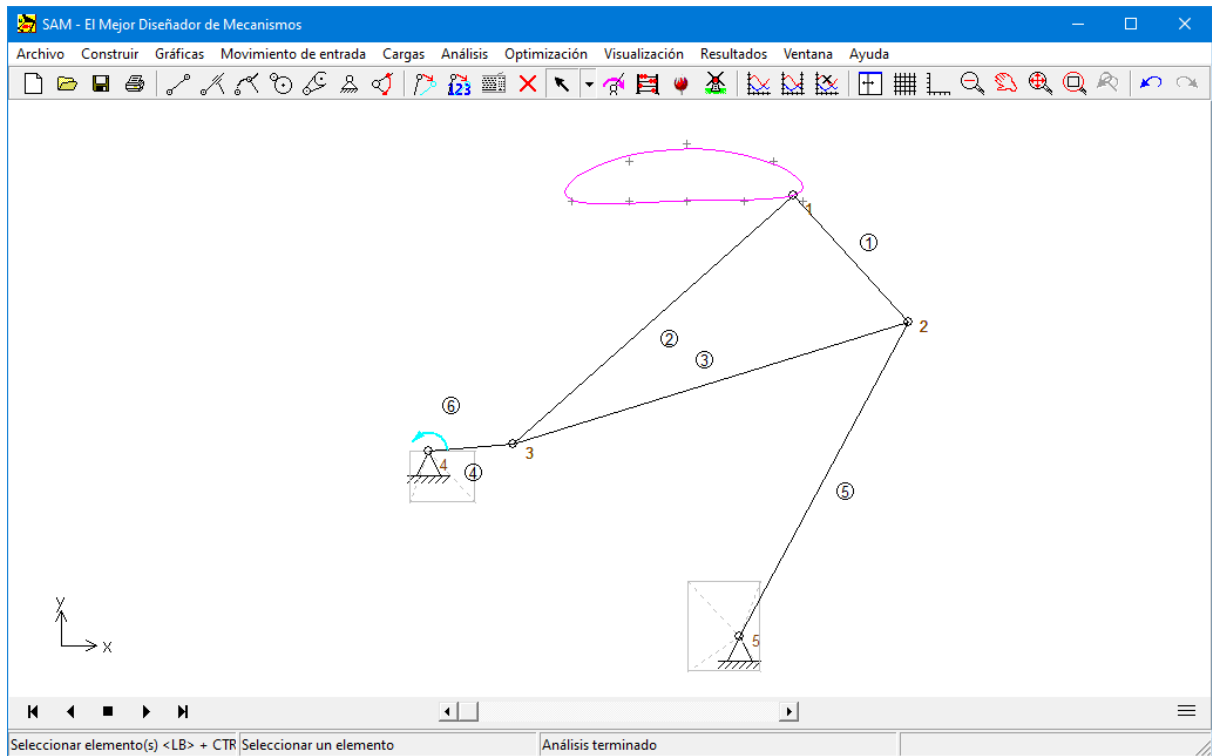 SAM - El Mejor Diseñador de Mecanismos
Archivo Construir Gráficas Movimiento de entrada Cargas Análisis Optimización Visualización Resultados Ventana Ayuda
123
1
①
2
②
③
⑥
3
4
④
⑤
y
x
5
Seleccionar elemento(s) <LB> + CTR Seleccionar un elemento Análisis terminado